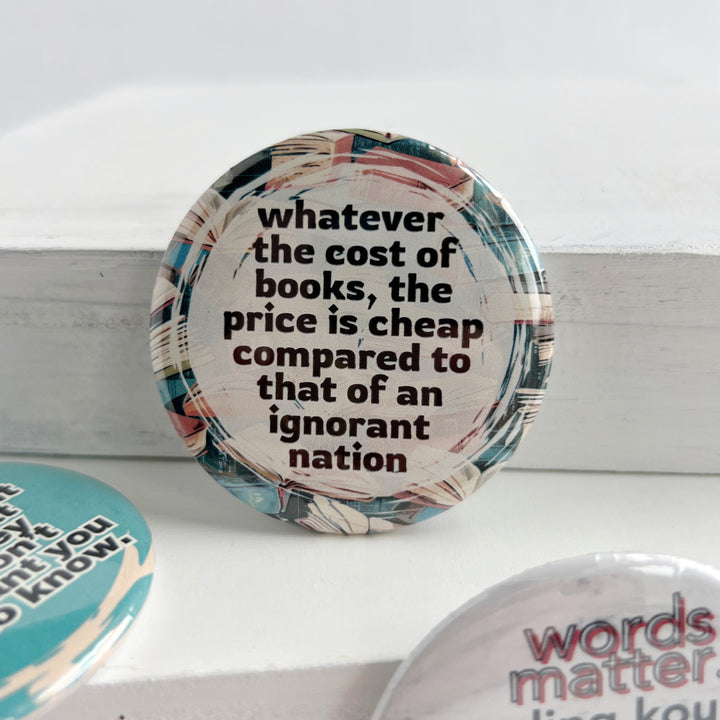 whatever
the cost of
books, the
price is cheap
compared to
that of an
ignorant
nation
you
know.
words
matter.